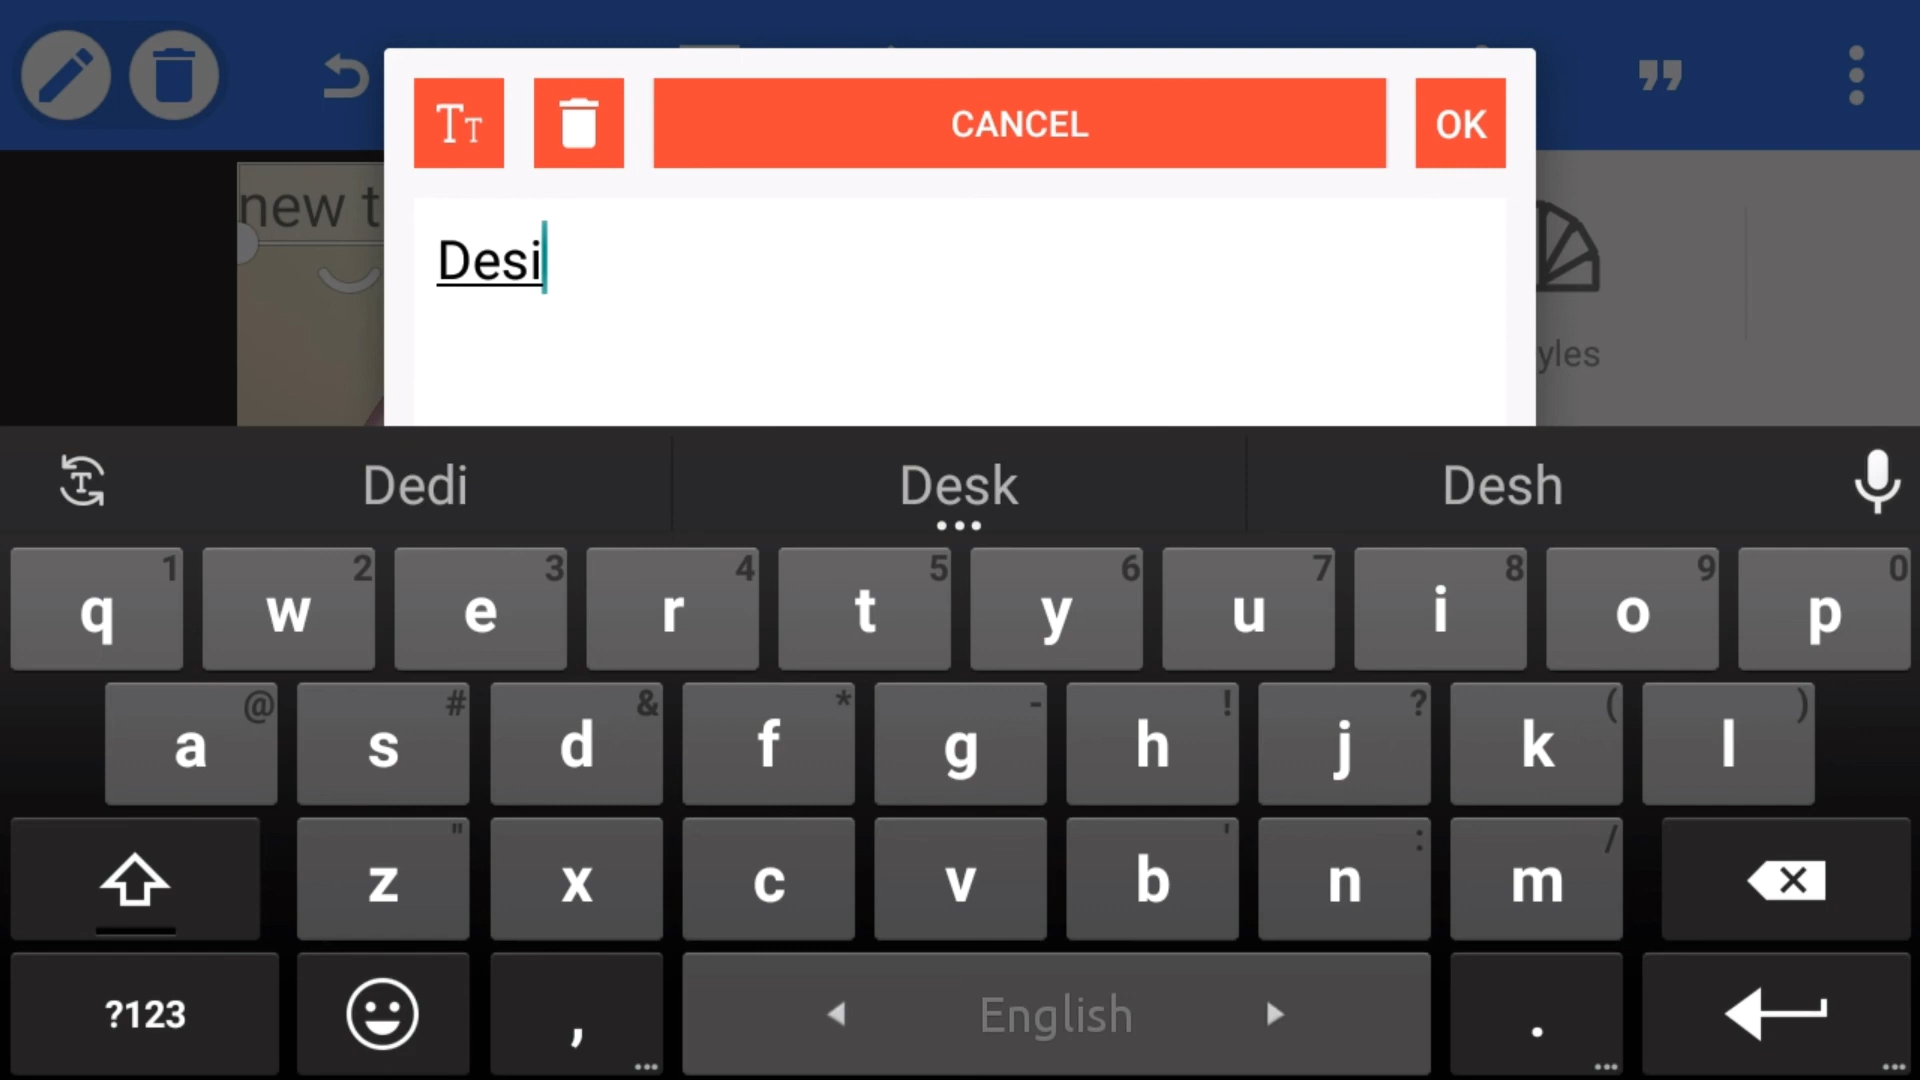 Tт CANCEL OK
new t
Desi
yles
Dedi Desk Desh
q 1 w 2 e 3 r 4 t 5 y 6 u 7 i 8 o 9 p 0
a @ s # d & f * g - h ! j ? k ( l )
z " x c v b ' n : m /
?123 , English .